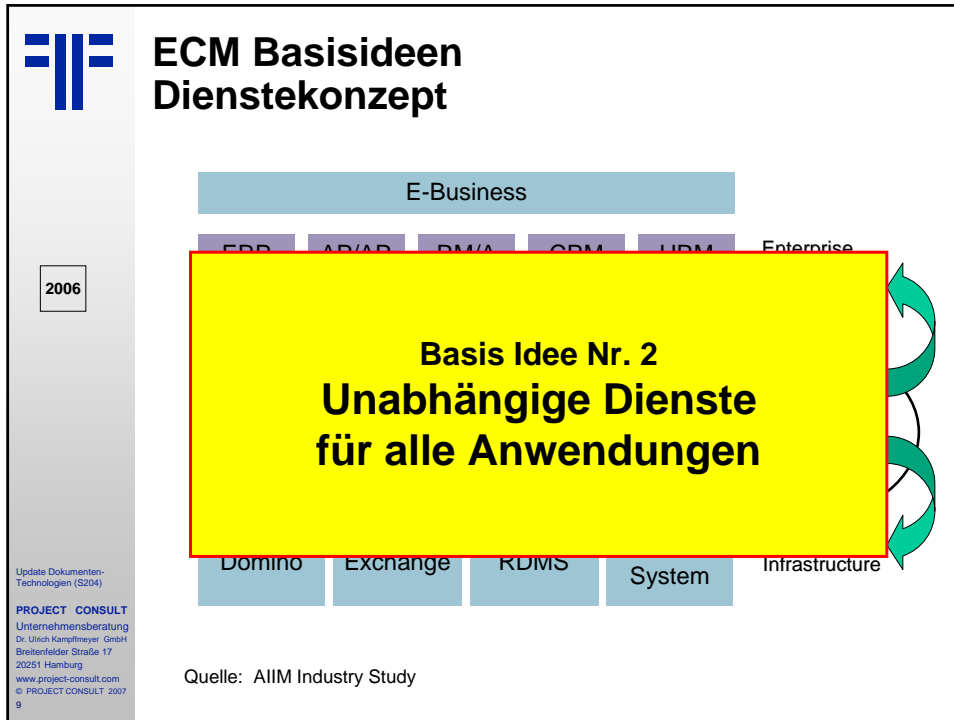 ECM Basisideen
Dienstekonzept
E-Business
2006
Enterprise
Basis Idee Nr. 2
Unabhängige Dienste
für alle Anwendungen
Domino Exchange RDMS System
Infrastructure
Update Dokumenten-
Technologien (S204)
PROJECT CONSULT
Unternehmensberatung
Dr. Ulrich Kampffmeyer GmbH
Breitenfelder Straße 17
20251 Hamburg
www.project-consult.com
© PROJECT CONSULT 2007
9
Quelle: AIIM Industry Study